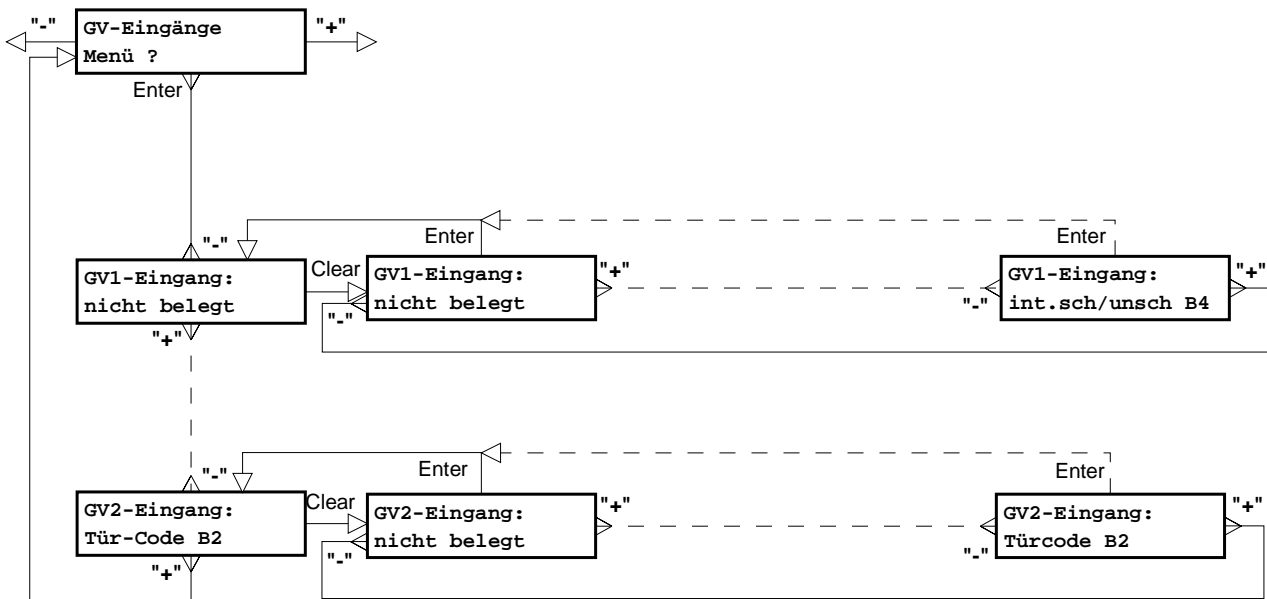 "-"
GV-Eingänge
Menü ?
"+"
Enter
"-"
GV1-Eingang:
nicht belegt
"+"
Clear
Enter
GV1-Eingang:
nicht belegt
"+"
"-"
Enter
GV1-Eingang:
int.sch/unsch B4
"+"
"-"
"-"
GV2-Eingang:
Tür-Code B2
"+"
Clear
Enter
GV2-Eingang:
nicht belegt
"+"
"-"
Enter
GV2-Eingang:
Türcode B2
"+"
"-"